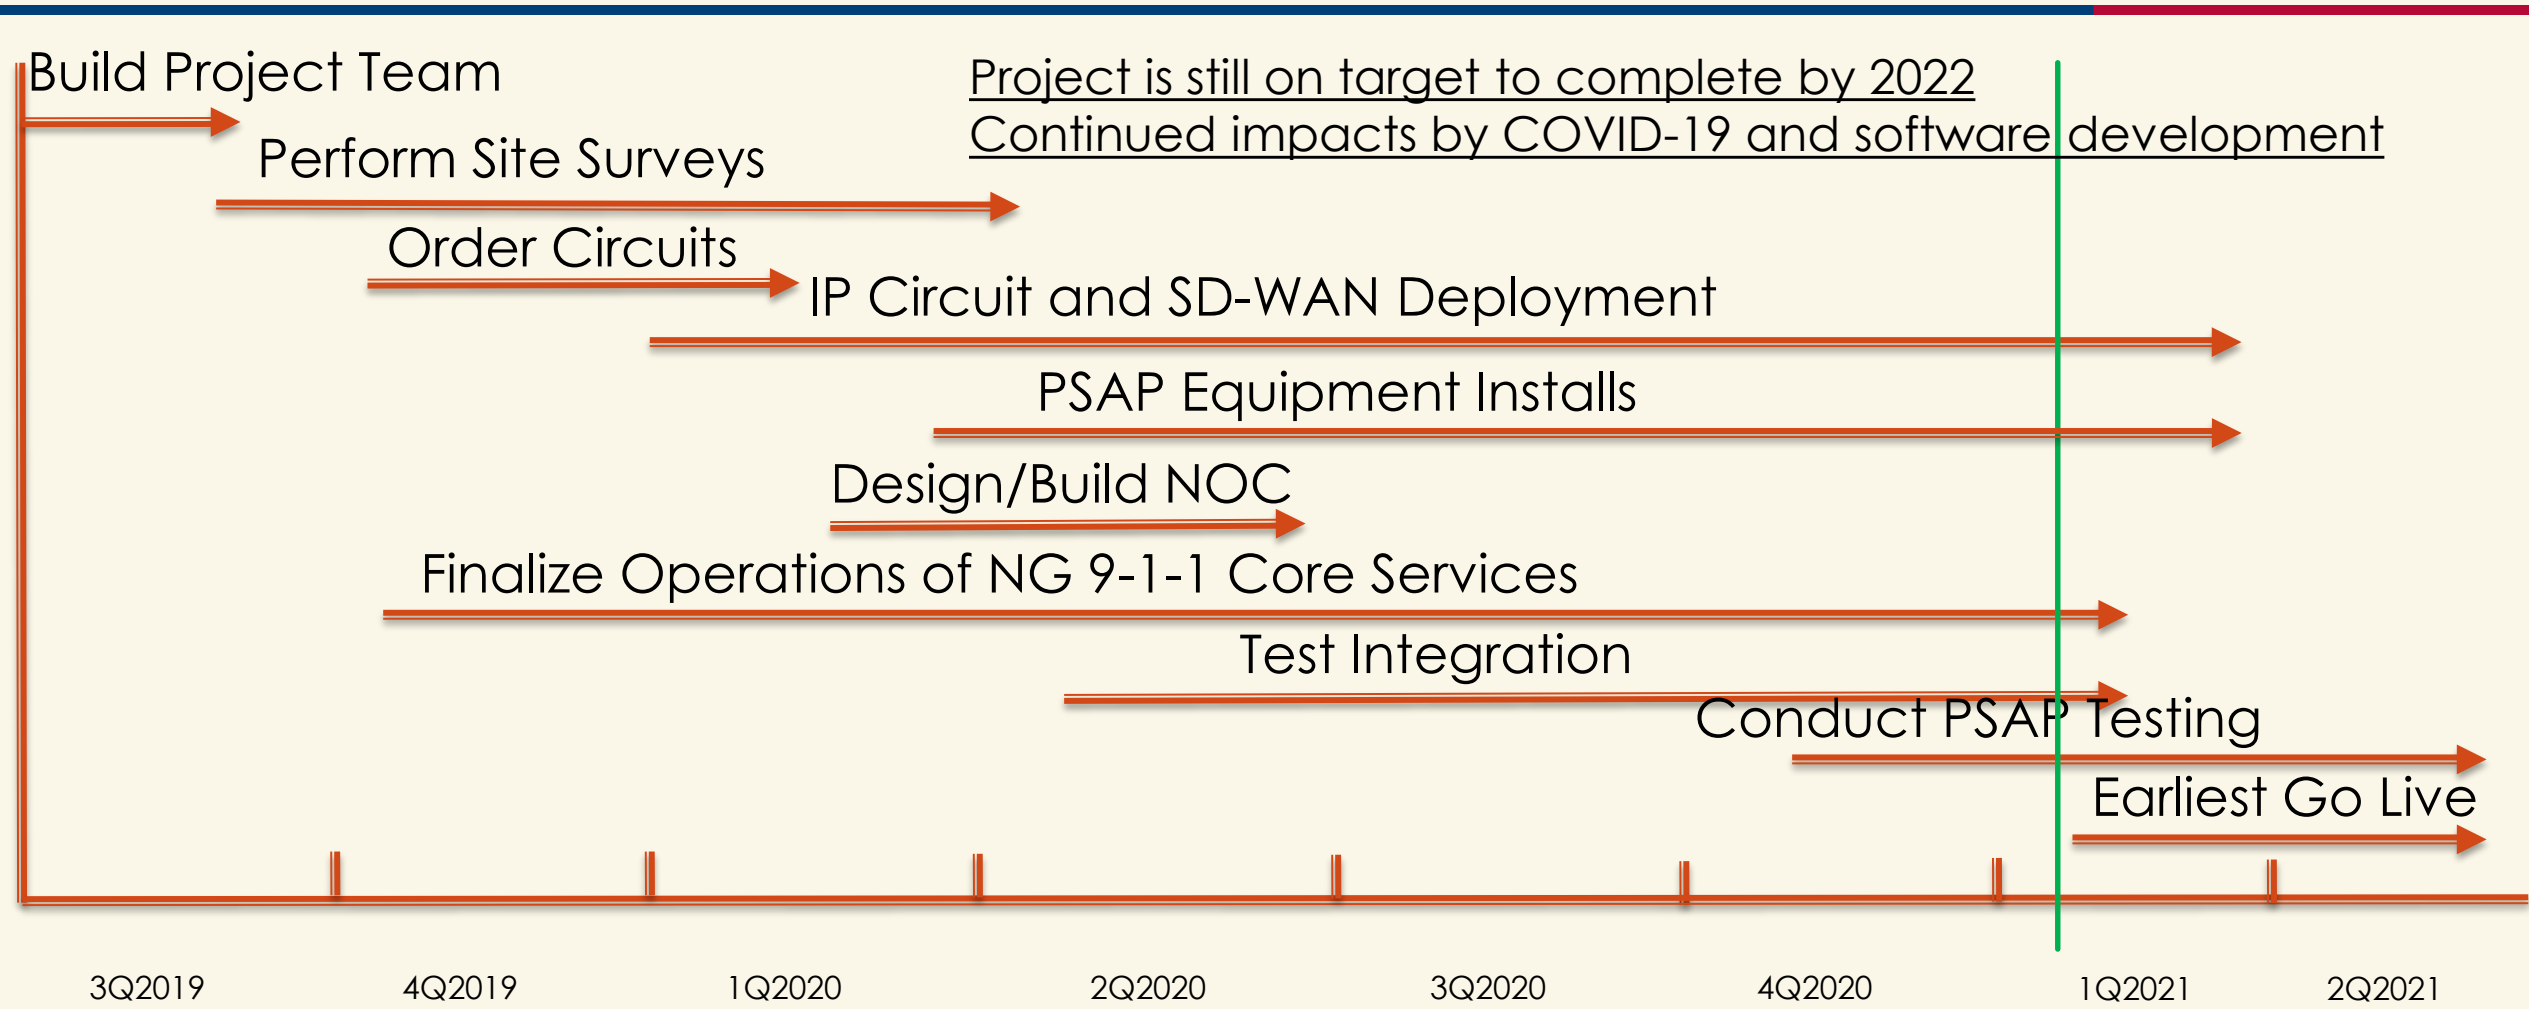 Build Project Team
Project is still on target to complete by 2022
Continued impacts by COVID-19 and software development
Perform Site Surveys
Order Circuits
IP Circuit and SD-WAN Deployment
PSAP Equipment Installs
Design/Build NOC
Finalize Operations of NG 9-1-1 Core Services
Test Integration
Conduct PSAP Testing
Earliest Go Live
3Q2019 4Q2019 1Q2020 2Q2020 3Q2020 4Q2020 1Q2021 2Q2021